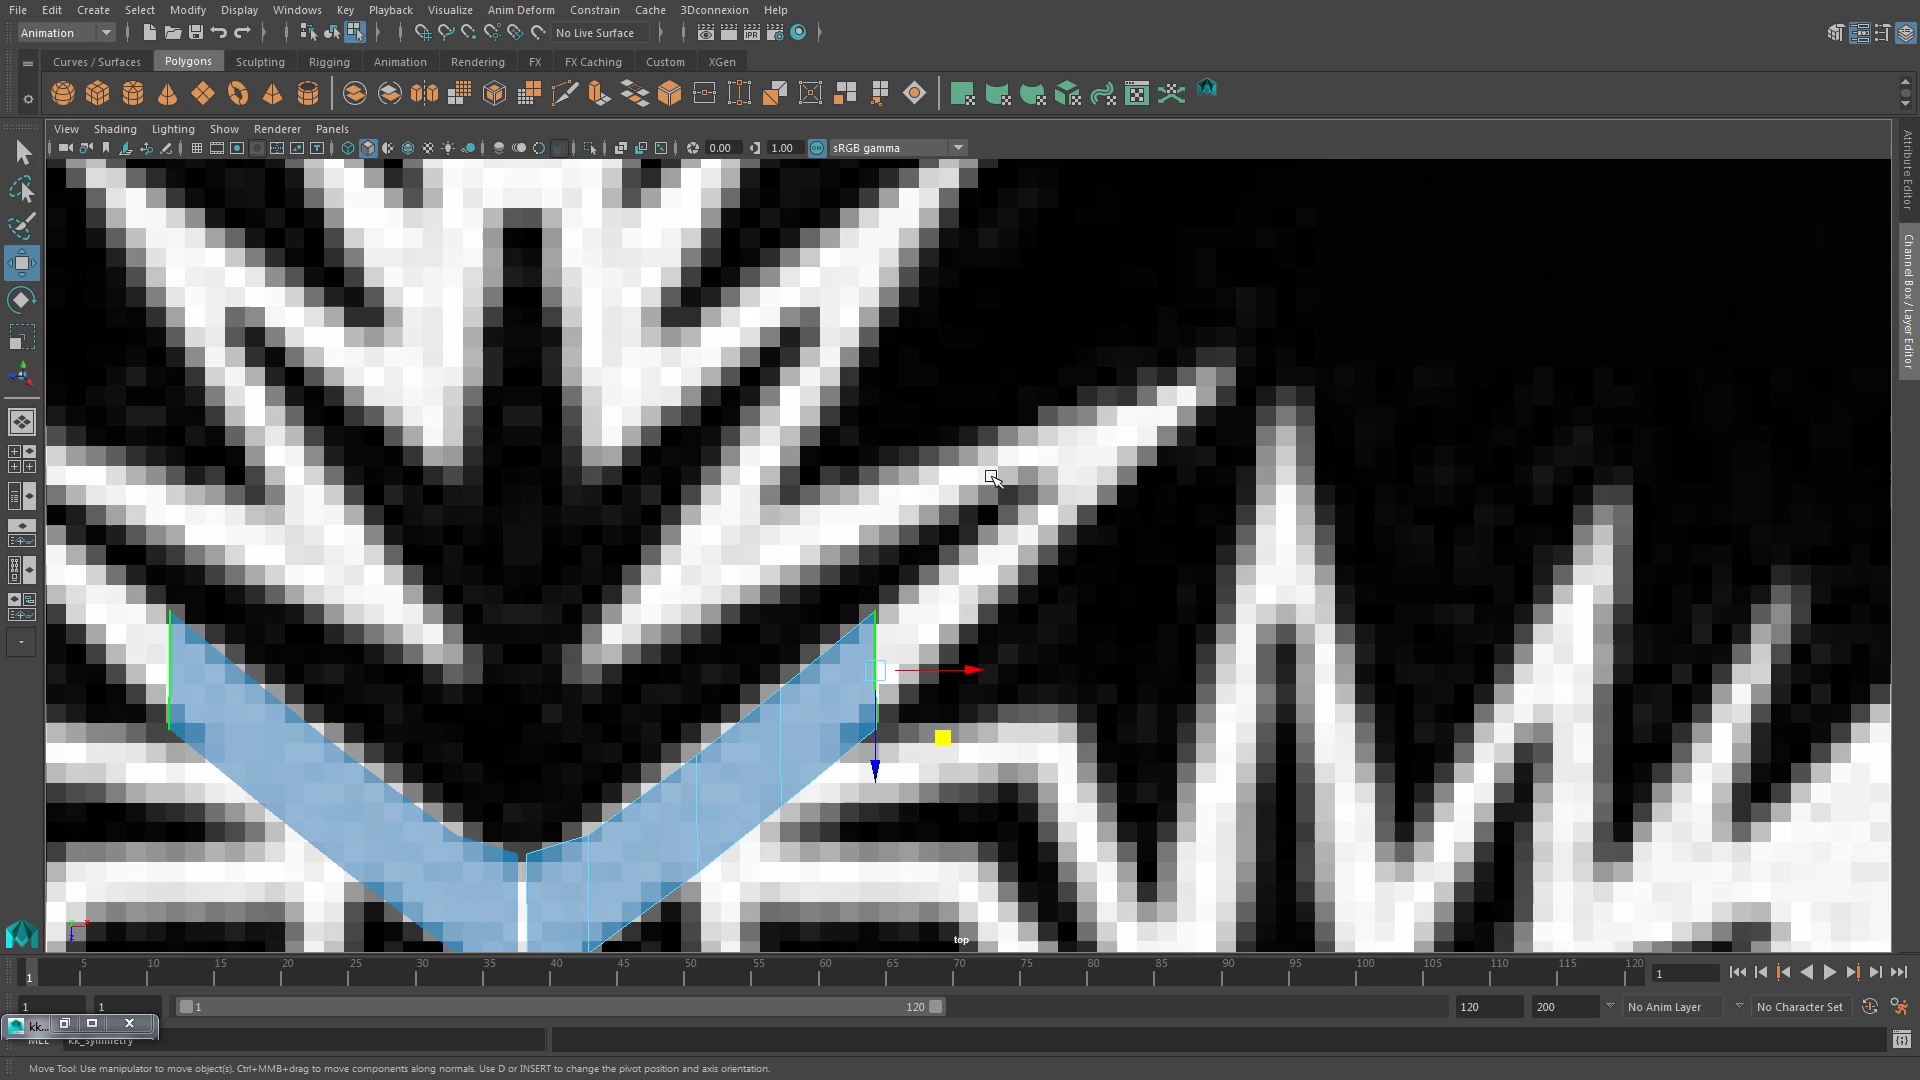 File Edit Create Select Modify Display Windows Key Playback Visualize Anim Deform Constrain Cache 3Dconnexion Help
Animation No Live Surface
Curves / Surfaces Polygons Sculpting Rigging Animation Rendering FX FX Caching Custom XGen
View Shading Lighting Show Renderer Panels
0.00 1.00 ON sRGB gamma
Attribute Editor
Channel Box / Layer Editor
top
1 5 10 15 20 25 30 35 40 45 50 55 60 65 70 75 80 85 90 95 100 105 110 115 120 1
1 1 1 120 120 200 No Anim Layer No Character Set
kk...
MEL kk_symmetry
Move Tool: Use manipulator to move object(s). Ctrl+MMB+drag to move components along normals. Use D or INSERT to change the pivot position and axis orientation.